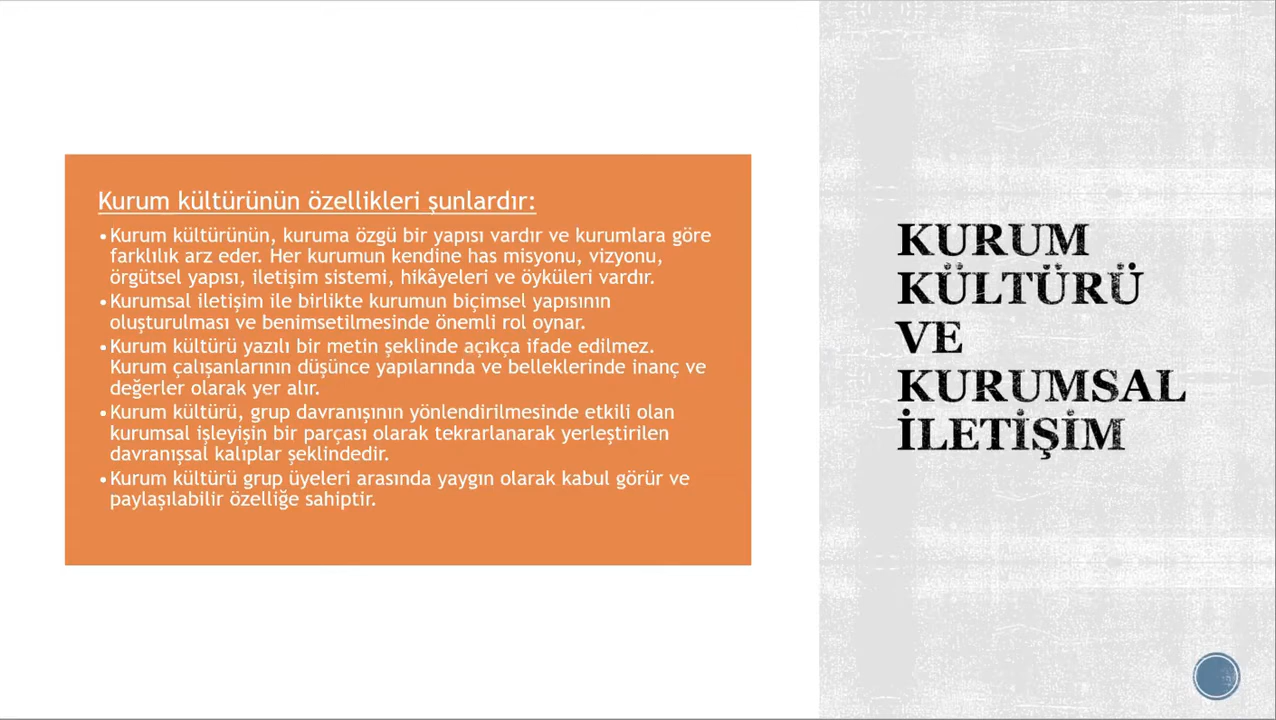 Kurum kültürünün özellikleri şunlardır:
•Kurum kültürünün, kuruma özgü bir yapısı vardır ve kurumlara göre
farklılık arz eder. Her kurumun kendine has misyonu, vizyonu,
örgütsel yapısı, iletişim sistemi, hikâyeleri ve öyküleri vardır.
•Kurumsal iletişim ile birlikte kurumun biçimsel yapısının
oluşturulması ve benimsetilmesinde önemli rol oynar.
•Kurum kültürü yazılı bir metin şeklinde açıkça ifade edilmez.
Kurum çalışanlarının düşünce yapılarında ve belleklerinde inanç ve
değerler olarak yer alır.
•Kurum kültürü, grup davranışının yönlendirilmesinde etkili olan
kurumsal işleyişin bir parçası olarak tekrarlanarak yerleştirilen
davranışsal kalıplar şeklindedir.
•Kurum kültürü grup üyeleri arasında yaygın olarak kabul görür ve
paylaşılabilir özelliğe sahiptir.
KURUM
KÜLTÜRÜ
VE
KURUMSAL
İLETİŞİM